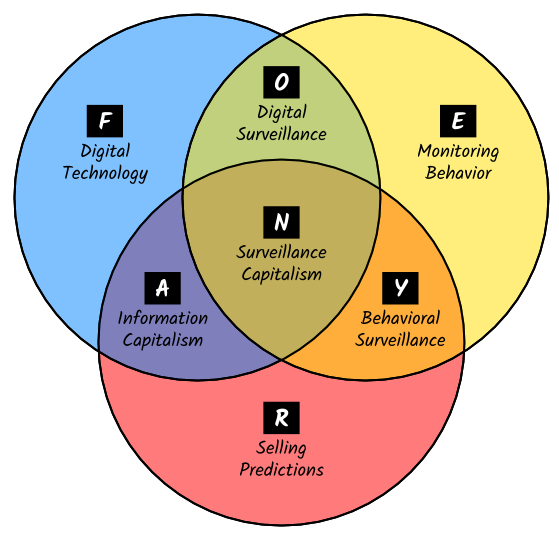 O
Digital
Surveillance
F
Digital
Technology
E
Monitoring
Behavior
N
Surveillance
Capitalism
A
Information
Capitalism
Y
Behavioral
Surveillance
R
Selling
Predictions